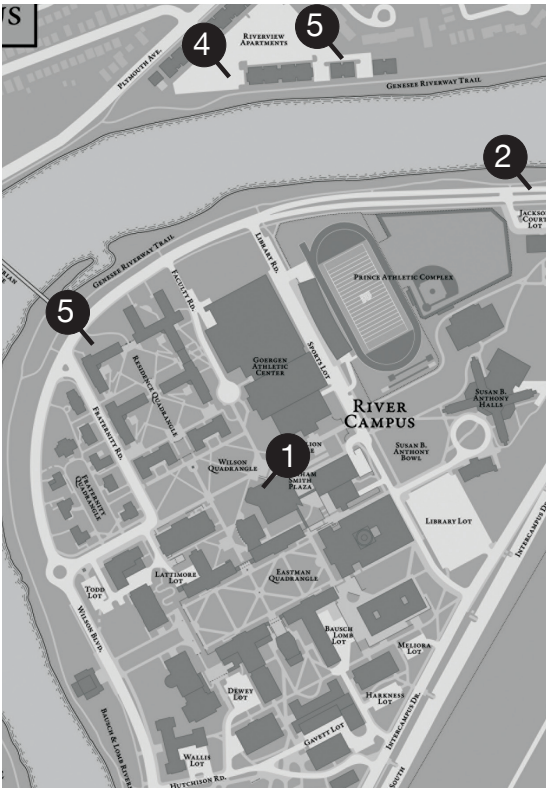 4
5
RIVERVIEW
APARTMENTS
PLYMOUTH AVE.
GENESEE RIVERWAY TRAIL
2
COURT
LOT
GENESEE RIVERWAY TRAIL
LIBRARY RD.
FACULTY RD.
PRINCE ATHLETIC COMPLEX
5
SPORTS LOT
GOERGEN
ATHLETIC
CENTER
RESIDENCE QUADRANGLE
SUSAN B.
ANTHONY
HALLS
RIVER
CAMPUS
FRATERNITY RD.
SUSAN B.
ANTHONY
BOWL
WILSON
QUADRANGLE
1
SMITH
PLAZA
FRATERNITY
QUADRANGLE
LIBRARY LOT
INTERCAMPUS DR.
EASTMAN
QUADRANGLE
LATTIMORE
LOT
TODD
LOT
WILSON BLVD.
BAUSCH
LOMB
LOT
MELIORA
LOT
DEWEY
LOT
HARKNESS
LOT
INTERCAMPUS DR.
GAVETT LOT
WALLIS
LOT
BAUSCH & LOMB
HUTCHISON RD.
SOUTH